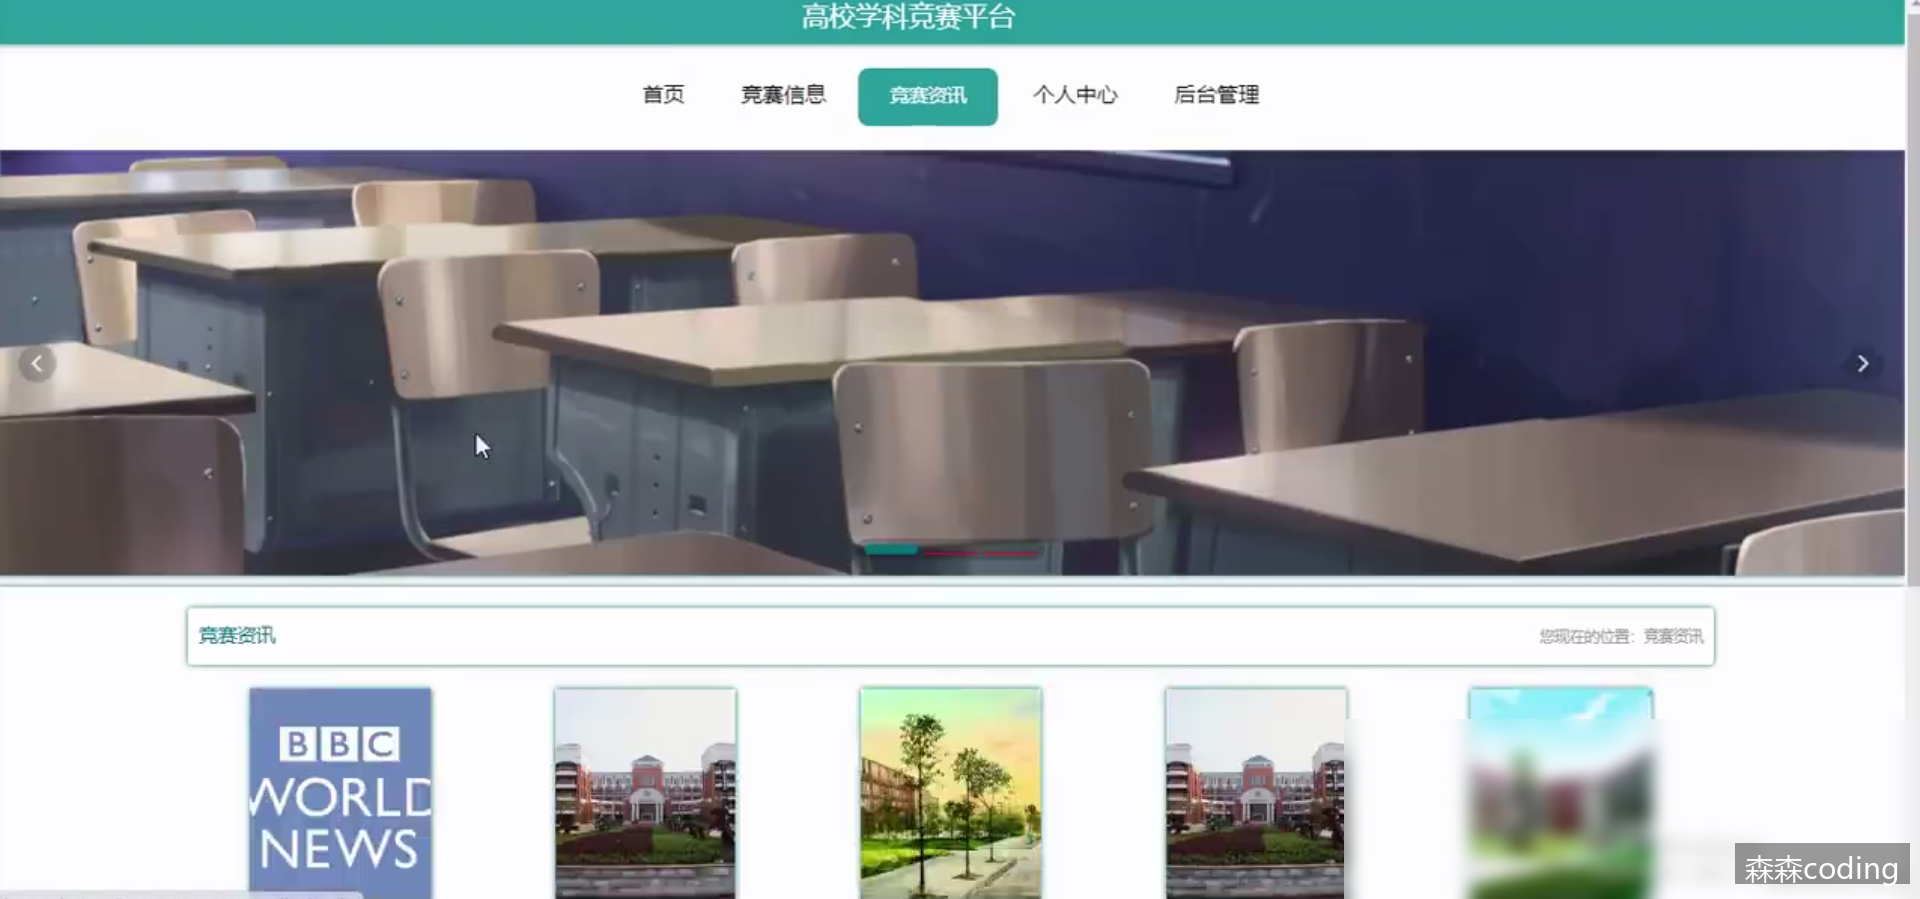 高校学科竞赛平台
首页 竞赛信息 竞赛资讯 个人中心 后台管理
竞赛资讯
您现在的位置：竞赛资讯
BBC
WORLD
NEWS
森森coding